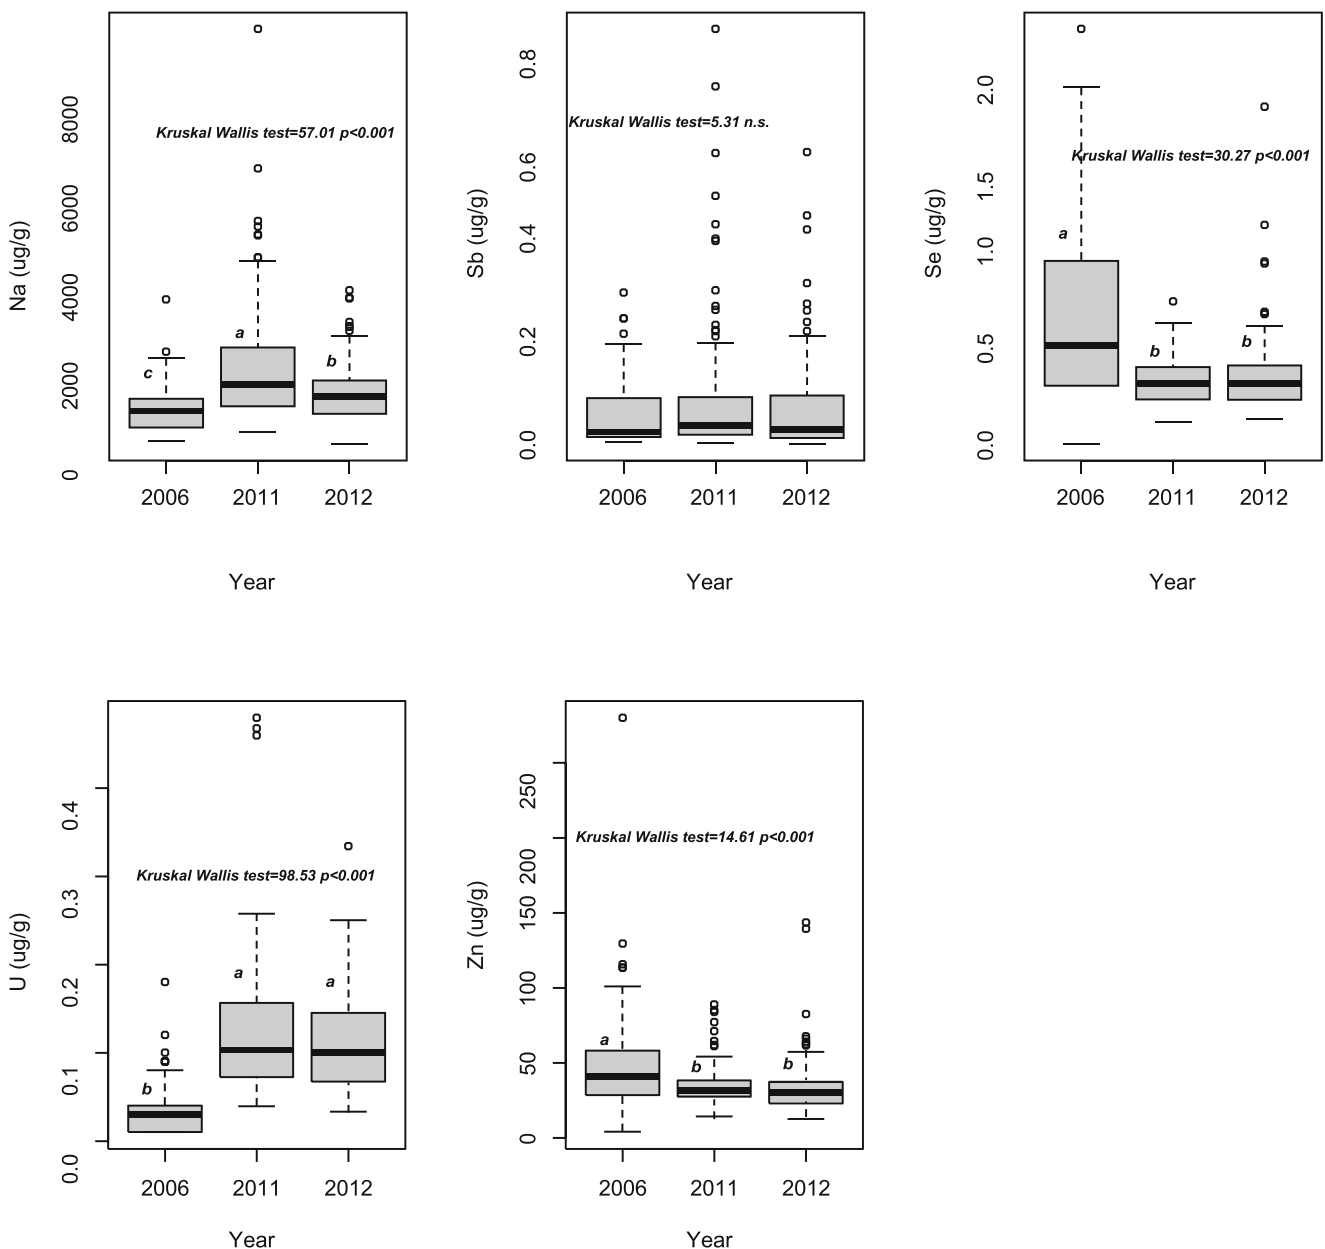 Na (ug/g)
8000
6000
4000
2000
0
Kruskal Wallis test=57.01 p<0.001
c
a
b
2006 2011 2012
Year
Sb (ug/g)
0.8
0.6
0.4
0.2
0.0
Kruskal Wallis test=5.31 n.s.
2006 2011 2012
Year
Se (ug/g)
2.0
1.5
1.0
0.5
0.0
Kruskal Wallis test=30.27 p<0.001
a
b
b
2006 2011 2012
Year
U (ug/g)
0.4
0.3
0.2
0.1
0.0
Kruskal Wallis test=98.53 p<0.001
b
a
a
2006 2011 2012
Year
Zn (ug/g)
250
200
150
100
50
0
Kruskal Wallis test=14.61 p<0.001
a
b
b
2006 2011 2012
Year